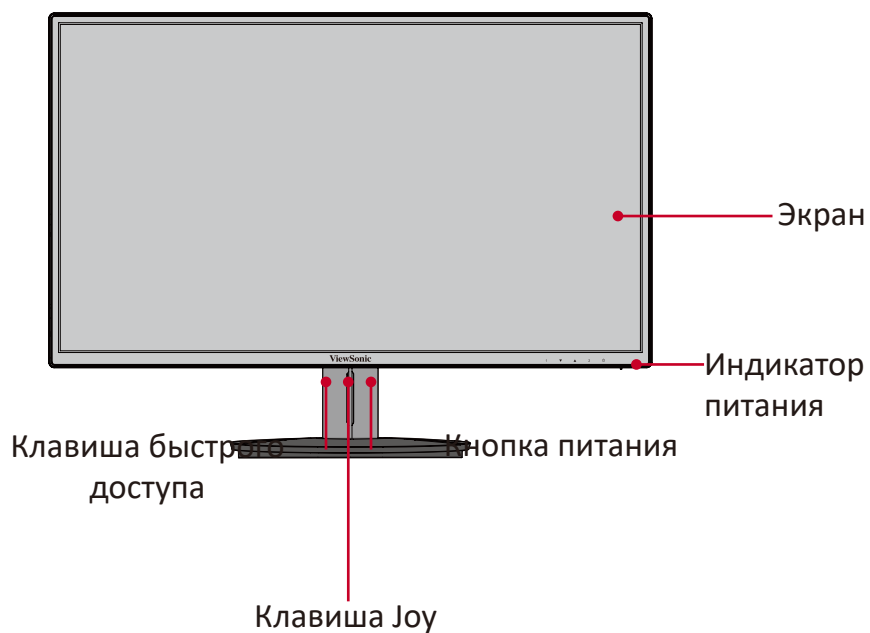 Экран
ViewSonic
Индикатор
питания
Клавиша быстрого
доступа
Кнопка питания
Клавиша Joy